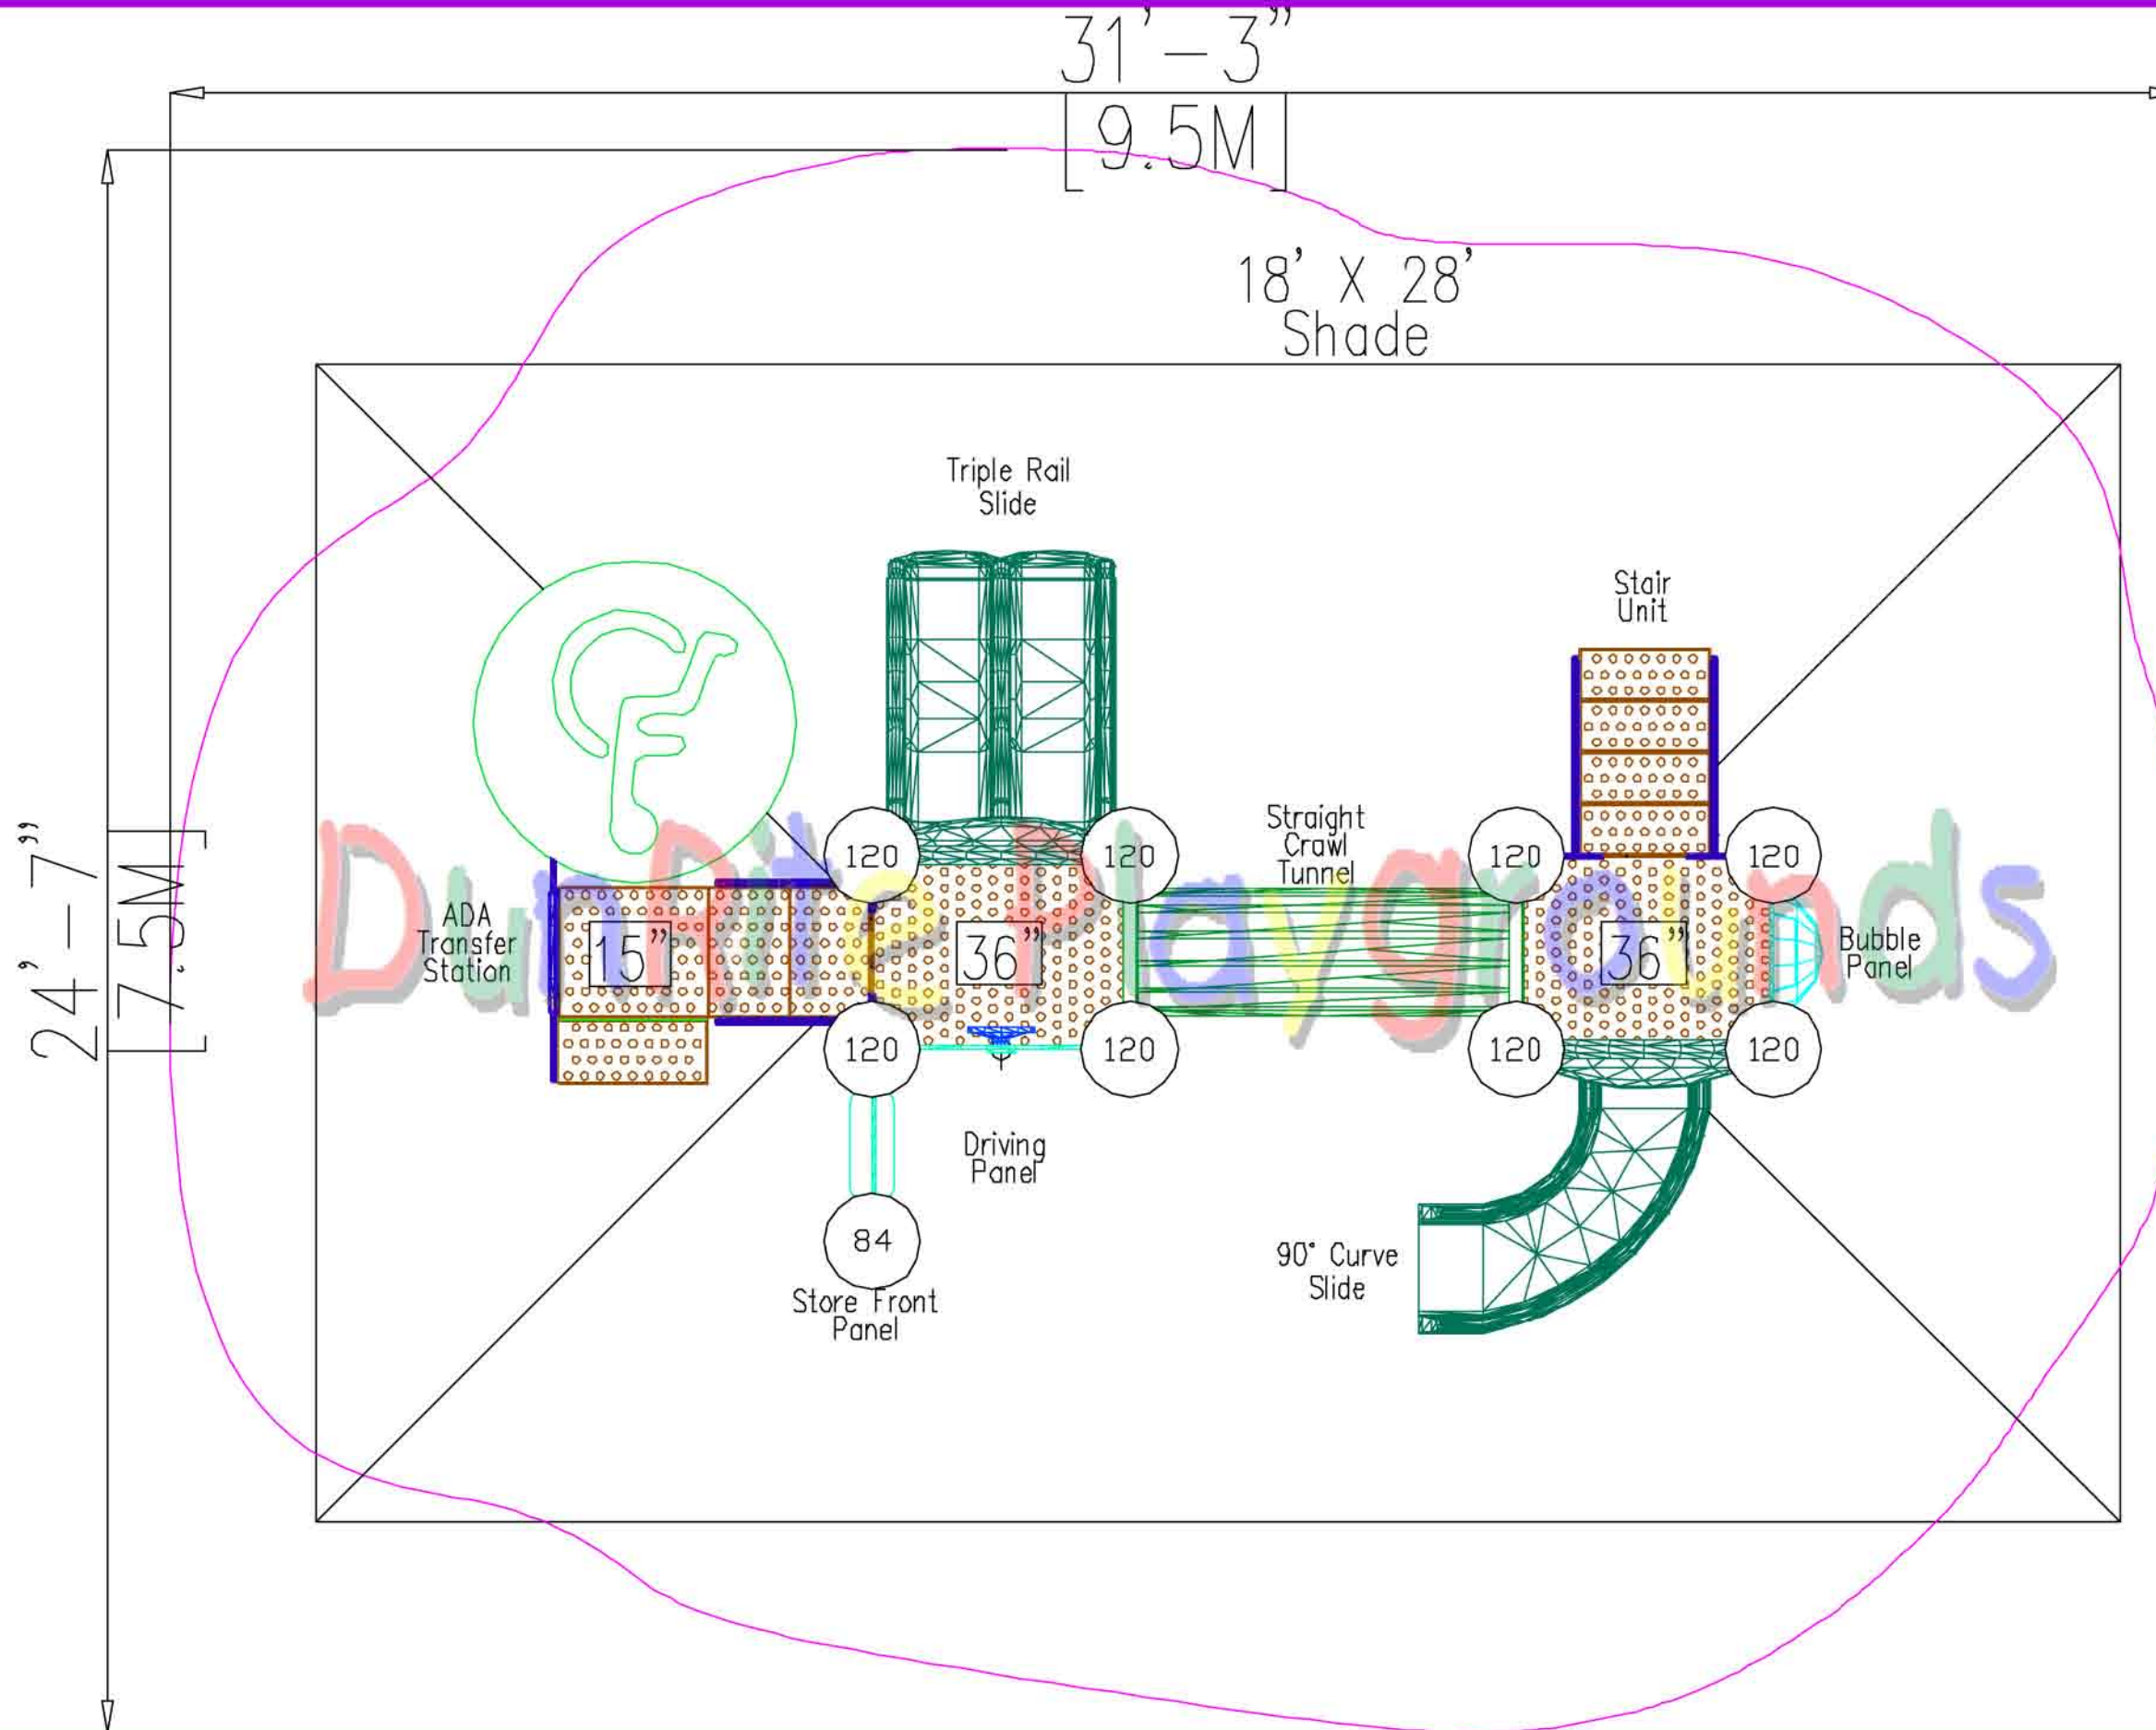 31'-3"
[9.5M]
18' X 28'
Shade
Triple Rail
Slide
Stair
Unit
24'-7"
[7.5M]
120
120
Straight
Crawl
Tunnel
120
120
ADA
Transfer
Station
15"
36"
36"
Bubble
Panel
DunRite Playgrounds
120
120
120
120
Driving
Panel
84
Store Front
Panel
90° Curve
Slide